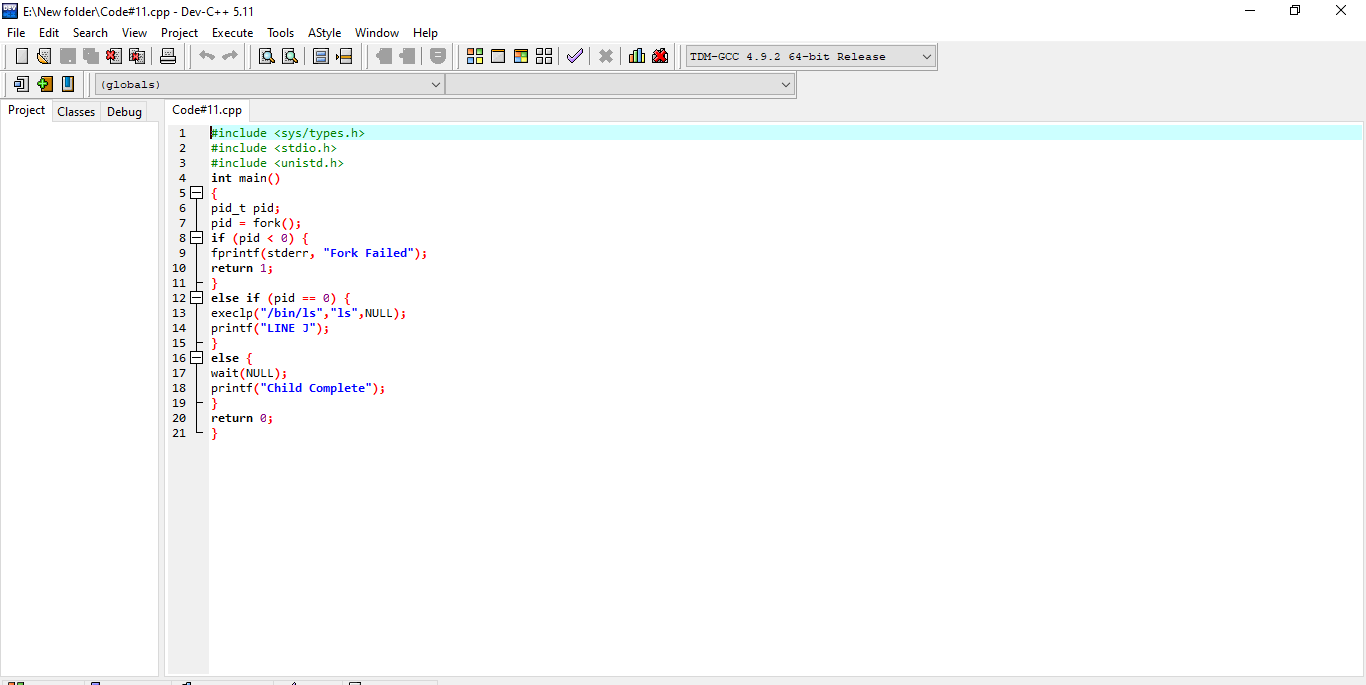 E:\New folder\Code#11.cpp - Dev-C++ 5.11
File Edit Search View Project Execute Tools AStyle Window Help
TDM-GCC 4.9.2 64-bit Release
(globals)
Project Classes Debug Code#11.cpp
1 #include <sys/types.h>
2 #include <stdio.h>
3 #include <unistd.h>
4 int main()
5 {
6 pid_t pid;
7 pid = fork();
8 if (pid < 0) {
9 fprintf(stderr, "Fork Failed");
10 return 1;
11 }
12 else if (pid == 0) {
13 execlp("/bin/ls","ls",NULL);
14 printf("LINE J");
15 }
16 else {
17 wait(NULL);
18 printf("Child Complete");
19 }
20 return 0;
21 }